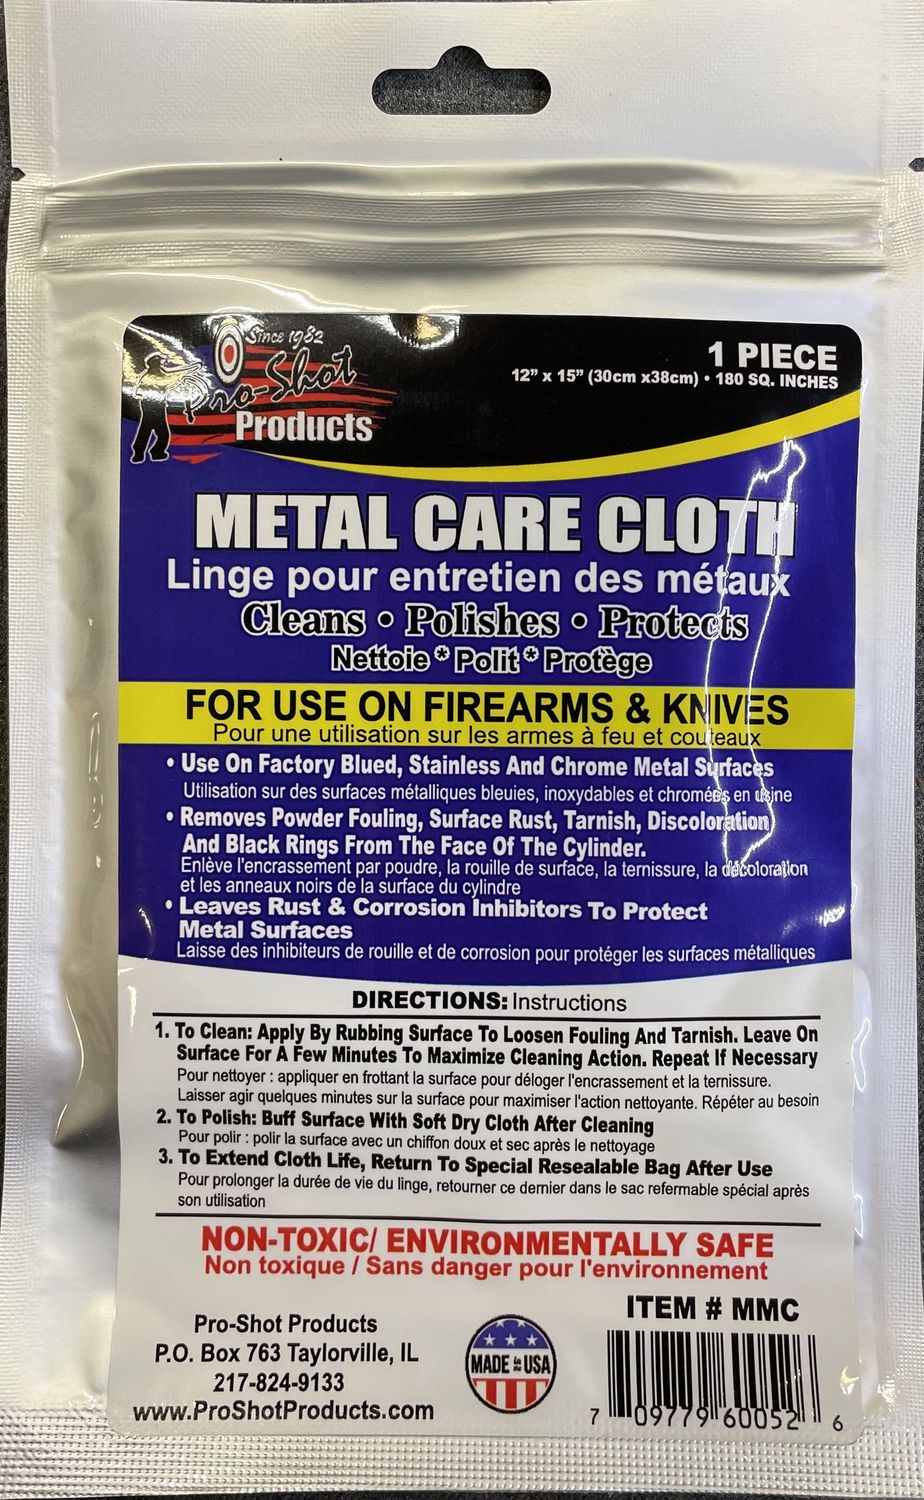 Since 1982
Pro-Shot
Products
1 PIECE
12" x 15" (30cm x38cm) • 180 SQ. INCHES
METAL CARE CLOTH
Linge pour entretien des métaux
Cleans • Polishes • Protects
Nettoie * Polit * Protège
FOR USE ON FIREARMS & KNIVES
Pour une utilisation sur les armes à feu et couteaux
• Use On Factory Blued, Stainless And Chrome Metal Surfaces
Utilisation sur des surfaces métalliques bleuies, inoxydables et chromées en usine
• Removes Powder Fouling, Surface Rust, Tarnish, Discoloration
And Black Rings From The Face Of The Cylinder.
Enlève l'encrassement par poudre, la rouille de surface, la ternissure, la décoloration
et les anneaux noirs de la surface du cylindre
• Leaves Rust & Corrosion Inhibitors To Protect
Metal Surfaces
Laisse des inhibiteurs de rouille et de corrosion pour protéger les surfaces métalliques
DIRECTIONS: Instructions
1. To Clean: Apply By Rubbing Surface To Loosen Fouling And Tarnish. Leave On
Surface For A Few Minutes To Maximize Cleaning Action. Repeat If Necessary
Pour nettoyer : appliquer en frottant la surface pour déloger l'encrassement et la ternissure.
Laisser agir quelques minutes sur la surface pour maximiser l'action nettoyante. Répéter au besoin
2. To Polish: Buff Surface With Soft Dry Cloth After Cleaning
Pour polir : polir la surface avec un chiffon doux et sec après le nettoyage
3. To Extend Cloth Life, Return To Special Resealable Bag After Use
Pour prolonger la durée de vie du linge, retourner ce dernier dans le sac refermable spécial après
son utilisation
NON-TOXIC/ ENVIRONMENTALLY SAFE
Non toxique / Sans danger pour l'environnement
ITEM # MMC
Pro-Shot Products
P.O. Box 763 Taylorville, IL
217-824-9133
www.ProShotProducts.com
MADE in the USA
7 09779 60052 6